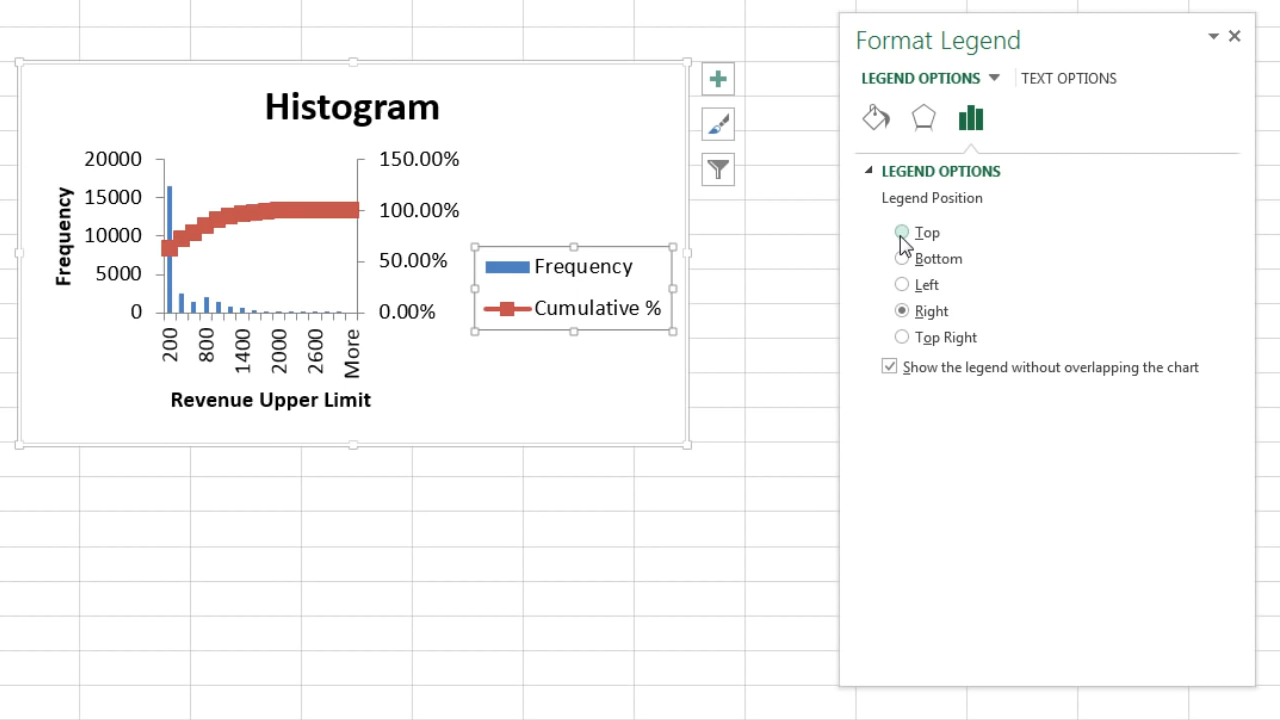 Format Legend
LEGEND OPTIONS
TEXT OPTIONS
LEGEND OPTIONS
Legend Position
Top
Bottom
Left
Right
Top Right
Show the legend without overlapping the chart
Histogram
Frequency
20000
15000
10000
5000
0
150.00%
100.00%
50.00%
0.00%
200
800
1400
2000
2600
More
Revenue Upper Limit
Frequency
Cumulative %